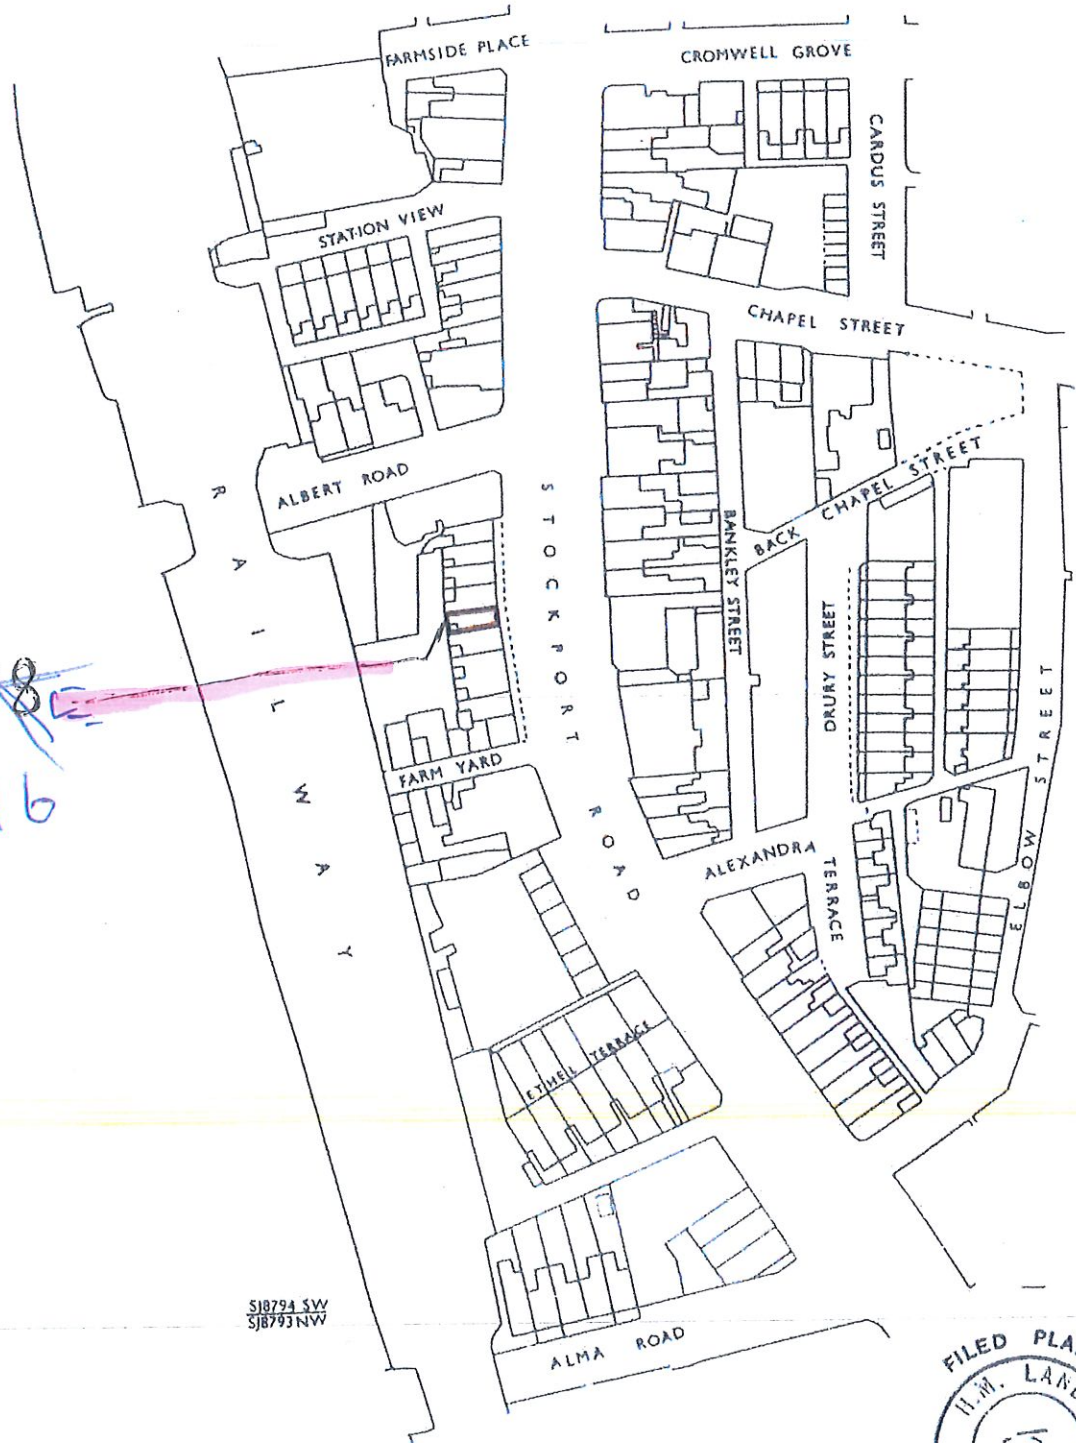 FARMSIDE PLACE
CROMWELL GROVE
CARDUS STREET
STATION VIEW
CHAPEL STREET
ALBERT ROAD
BACK CHAPEL STREET
RAILWAY
STOCKPORT ROAD
BANKLEY STREET
DRURY STREET
ELBOW STREET
8
6
FARM YARD
ALEXANDRA TERRACE
ETHEL TERRACE
SJ8794 SW
SJ8793 NW
ALMA ROAD
FILED PLA
H.M. LAN